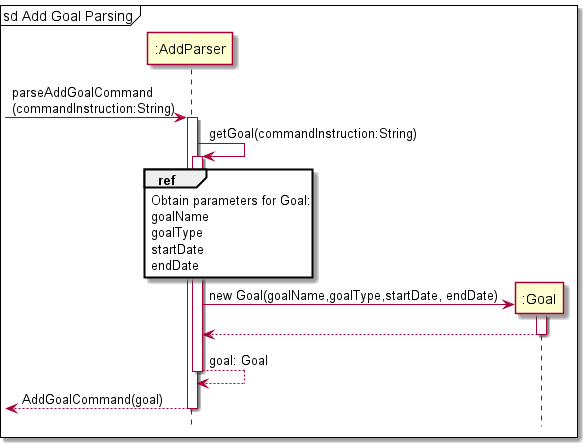 sd Add Goal Parsing
:AddParser
parseAddGoalCommand
(commandInstruction:String)
getGoal(commandInstruction:String)
ref
Obtain parameters for Goal:
goalName
goalType
startDate
endDate
new Goal(goalName,goalType,startDate, endDate)
:Goal
goal: Goal
AddGoalCommand(goal)